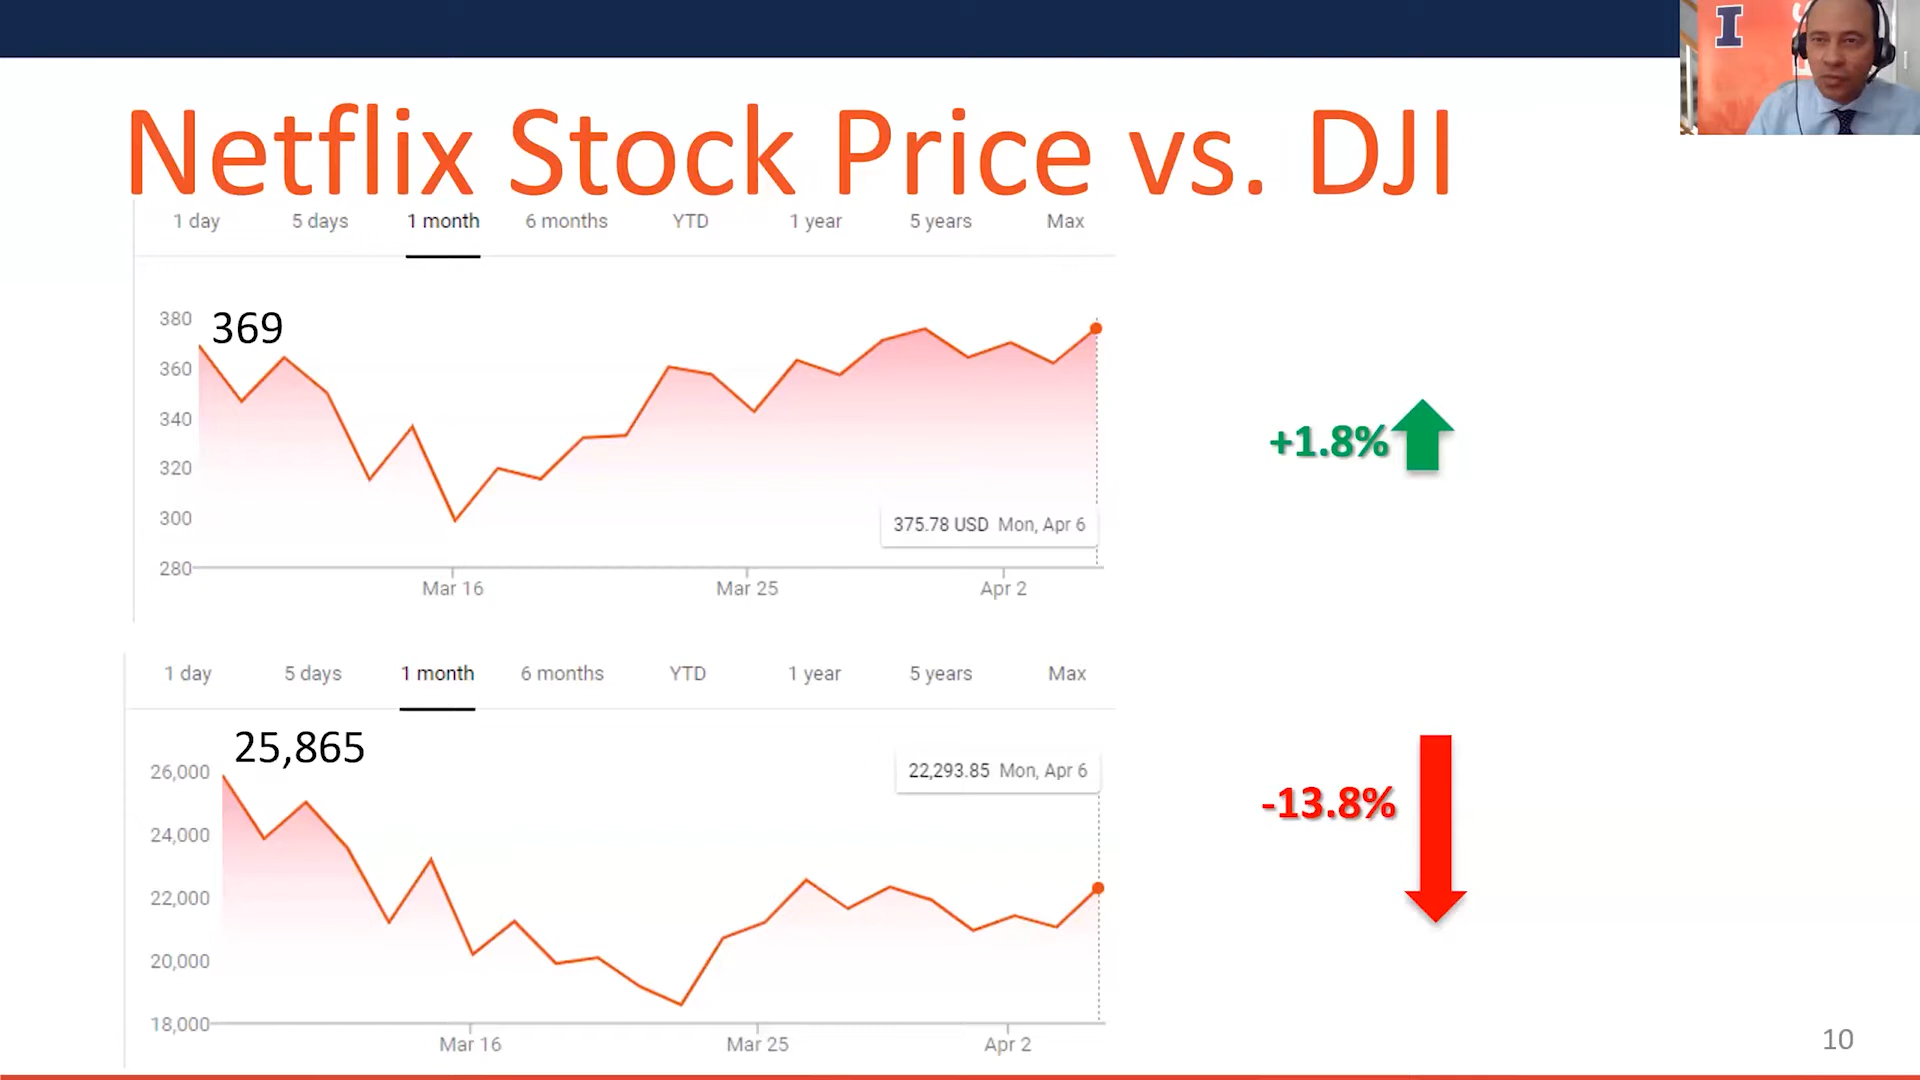 Netflix Stock Price vs. DJI
1 day 5 days 1 month 6 months YTD 1 year 5 years Max
369
380
360
340
320
300
280
375.78 USD Mon, Apr 6
Mar 16 Mar 25 Apr 2
+1.8%
1 day 5 days 1 month 6 months YTD 1 year 5 years Max
25,865
22,293.85 Mon, Apr 6
26,000
24,000
22,000
20,000
18,000
Mar 16 Mar 25 Apr 2
-13.8%
10
I